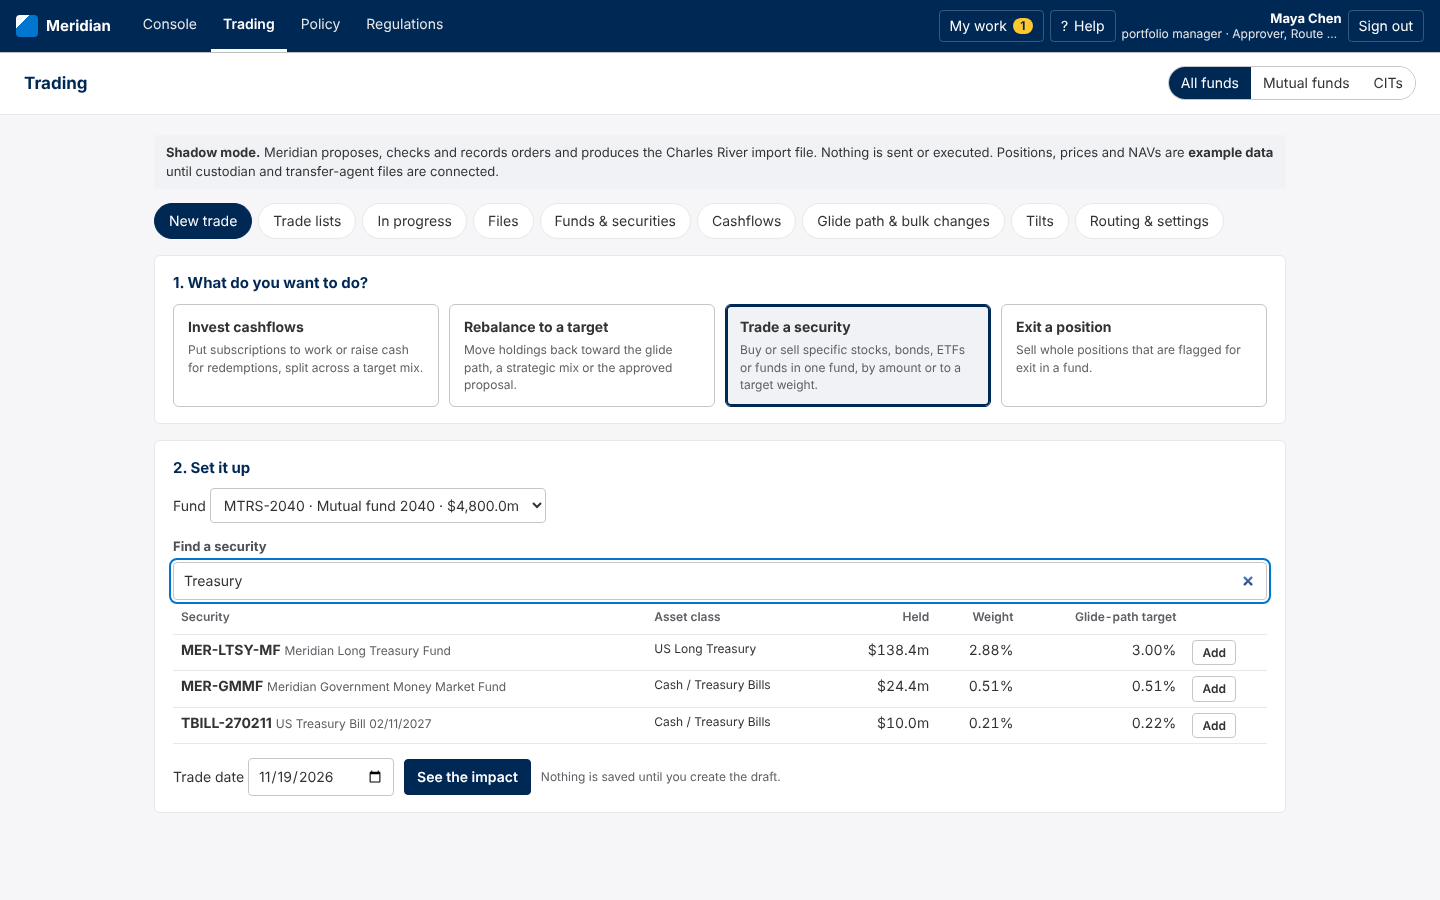 Meridian
Console
Trading
Policy
Regulations
My work 1
? Help
Maya Chen
portfolio manager · Approver, Route ...
Sign out
Trading
All funds
Mutual funds
CITs
Shadow mode. Meridian proposes, checks and records orders and produces the Charles River import file. Nothing is sent or executed. Positions, prices and NAVs are example data
until custodian and transfer-agent files are connected.
New trade
Trade lists
In progress
Files
Funds & securities
Cashflows
Glide path & bulk changes
Tilts
Routing & settings
1. What do you want to do?
Invest cashflows
Put subscriptions to work or raise cash
for redemptions, split across a target mix.
Rebalance to a target
Move holdings back toward the glide
path, a strategic mix or the approved
proposal.
Trade a security
Buy or sell specific stocks, bonds, ETFs
or funds in one fund, by amount or to a
target weight.
Exit a position
Sell whole positions that are flagged for
exit in a fund.
2. Set it up
Fund MTRS-2040 · Mutual fund 2040 · $4,800.0m
Find a security
Treasury
Security Asset class Held Weight Glide-path target
MER-LTSY-MF Meridian Long Treasury Fund US Long Treasury $138.4m 2.88% 3.00% Add
MER-GMMF Meridian Government Money Market Fund Cash / Treasury Bills $24.4m 0.51% 0.51% Add
TBILL-270211 US Treasury Bill 02/11/2027 Cash / Treasury Bills $10.0m 0.21% 0.22% Add
Trade date 11/19/2026 See the impact Nothing is saved until you create the draft.